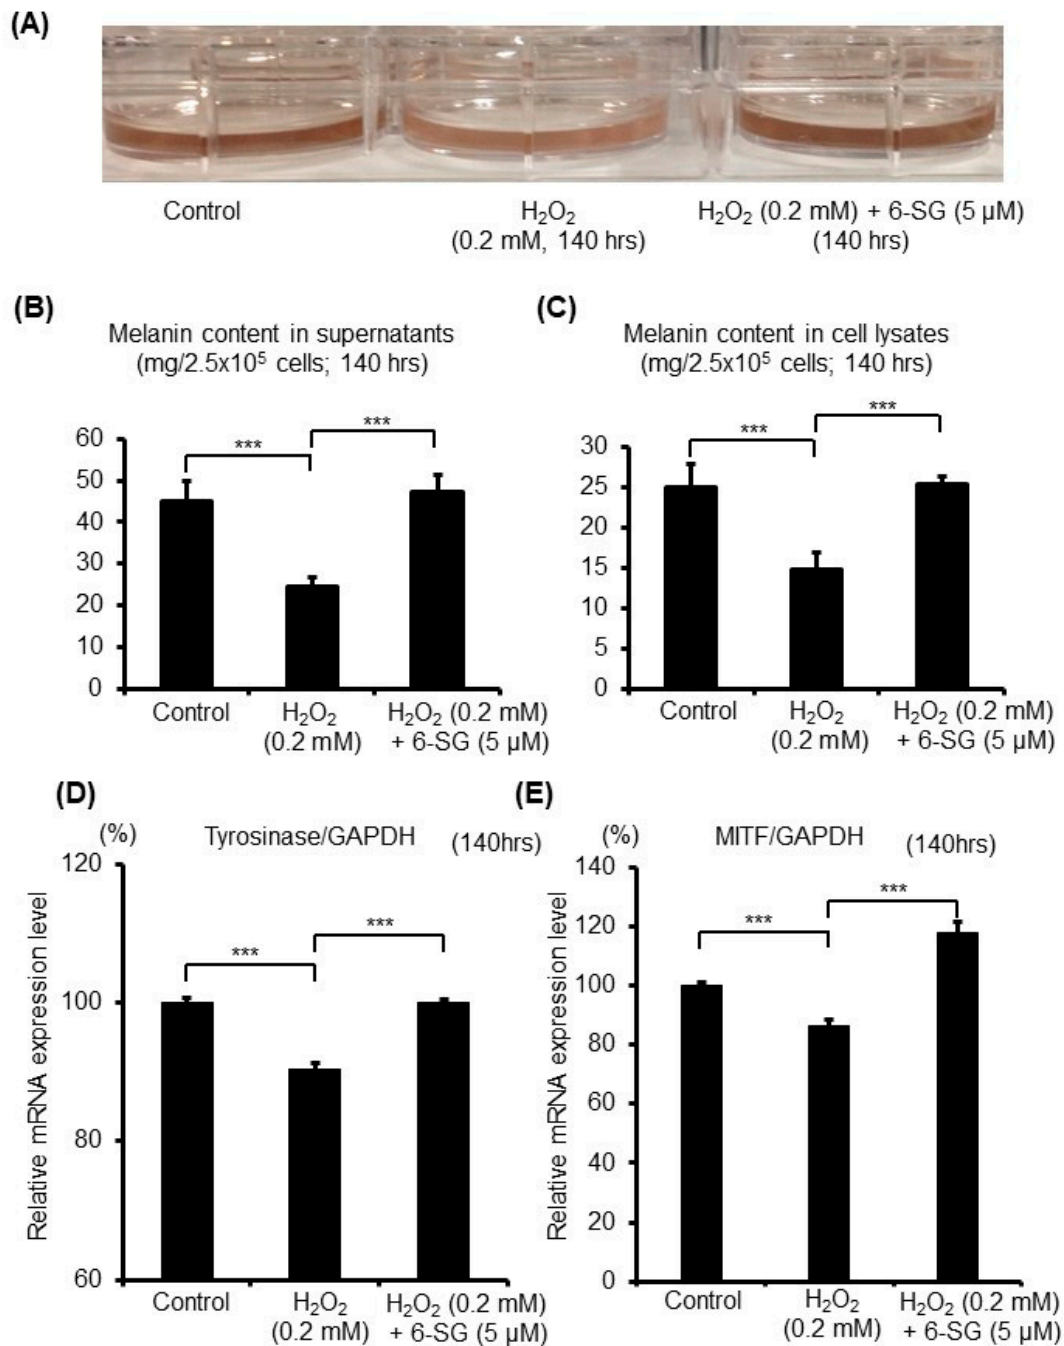 (A)
Control
H₂O₂
(0.2 mM, 140 hrs)
H₂O₂ (0.2 mM) + 6-SG (5 µM)
(140 hrs)
(B)
Melanin content in supernatants
(mg/2.5x10⁵ cells; 140 hrs)
***
***
60
50
40
30
20
10
0
Control
H₂O₂
(0.2 mM)
H₂O₂ (0.2 mM)
+ 6-SG (5 µM)
(C)
Melanin content in cell lysates
(mg/2.5x10⁵ cells; 140 hrs)
***
***
30
25
20
15
10
5
0
Control
H₂O₂
(0.2 mM)
H₂O₂ (0.2 mM)
+ 6-SG (5 µM)
(D)
(%)
Tyrosinase/GAPDH
(140hrs)
Relative mRNA expression level
***
***
120
100
80
60
Control
H₂O₂
(0.2 mM)
H₂O₂ (0.2 mM)
+ 6-SG (5 µM)
(E)
(%)
MITF/GAPDH
(140hrs)
Relative mRNA expression level
***
***
140
120
100
80
60
40
20
0
Control
H₂O₂
(0.2 mM)
H₂O₂ (0.2 mM)
+ 6-SG (5 µM)